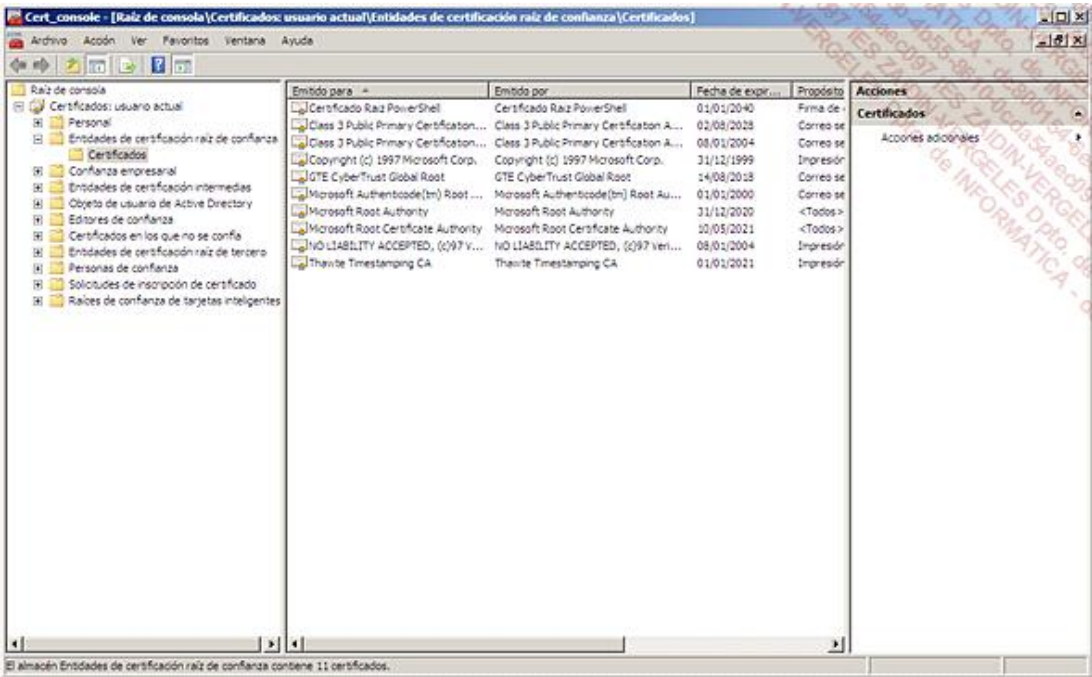 Cert_console - [Raíz de consola\Certificados: usuario actual\Entidades de certificación raíz de confianza\Certificados]
Archivo Acción Ver Favoritos Ventana Ayuda
Raíz de consola
Certificados: usuario actual
Personal
Entidades de certificación raíz de confianza
Certificados
Confianza empresarial
Entidades de certificación intermedias
Objeto de usuario de Active Directory
Editores de confianza
Certificados en los que no se confía
Entidades de certificación raíz de tercero
Personas de confianza
Solicitudes de inscripción de certificado
Raíces de confianza de tarjetas inteligentes
Emitido para Emitido por Fecha de expir... Propósito
Certificado Raiz PowerShell Certificado Raiz PowerShell 01/01/2040 Firma de
Class 3 Public Primary Certification... Class 3 Public Primary Certification A... 02/08/2028 Correo se
Class 3 Public Primary Certification... Class 3 Public Primary Certification A... 08/01/2004 Correo se
Copyright (c) 1997 Microsoft Corp. Copyright (c) 1997 Microsoft Corp. 31/12/1999 Impresión
GTE CyberTrust Global Root GTE CyberTrust Global Root 14/08/2018 Correo se
Microsoft Authenticode(tm) Root ... Microsoft Authenticode(tm) Root Au... 01/01/2000 Correo se
Microsoft Root Authority Microsoft Root Authority 31/12/2020 <Todos>
Microsoft Root Certificate Authority Microsoft Root Certificate Authority 10/05/2021 <Todos>
NO LIABILITY ACCEPTED, (c)97 V... NO LIABILITY ACCEPTED, (c)97 Veri... 08/01/2004 Impresión
Thawte Timestamping CA Thawte Timestamping CA 01/01/2021 Impresión
Acciones
Certificados
Acciones adicionales
El almacén Entidades de certificación raíz de confianza contiene 11 certificados.